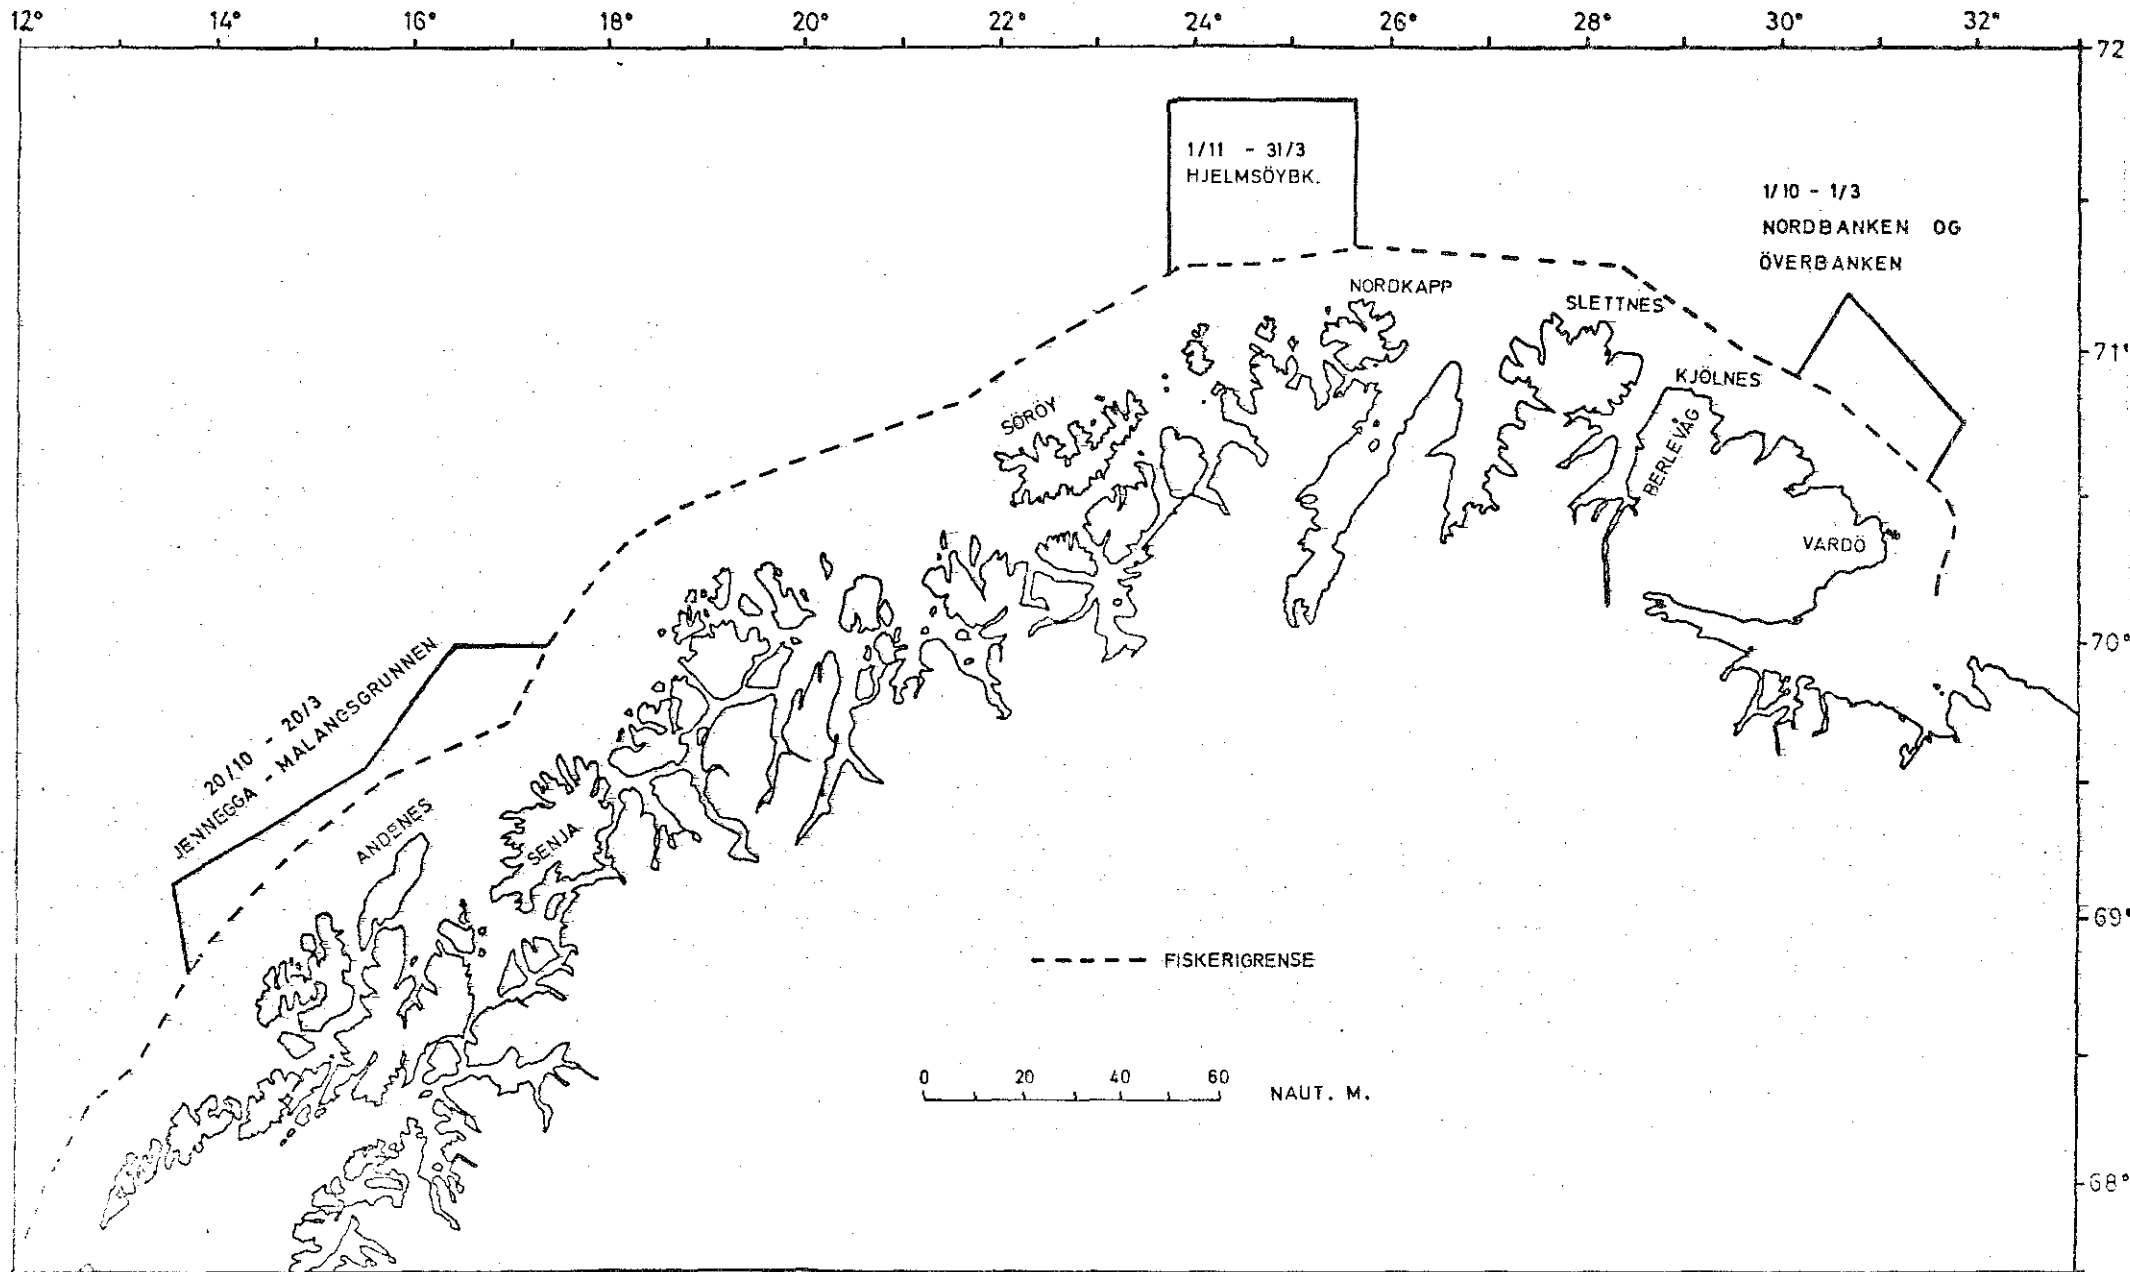 12° 14° 16° 18° 20° 22° 24° 26° 28° 30° 32°
72
1/11 - 31/3
HJELMSÖYBK.
1/10 - 1/3
NORDBANKEN OG
ÖVERBANKEN
NORDKAPP
SLETTNES
71°
KJÖLNES
SÖRÖY
BERLEVÅG
VARDÖ
70°
20/10 - 20/3
JENNEGGA - MALANGSGRUNNEN
ANDENES
SENJA
69°
FISKERIGRENSE
0 20 40 60 NAUT. M.
68°